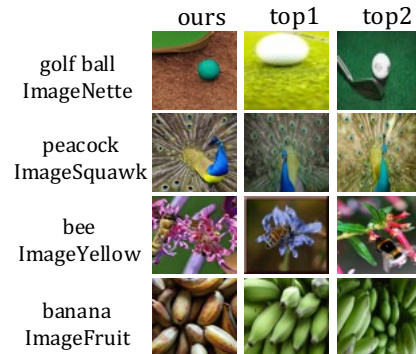 ours top1 top2
golf ball
ImageNette
peacock
ImageSquawk
bee
ImageYellow
banana
ImageFruit